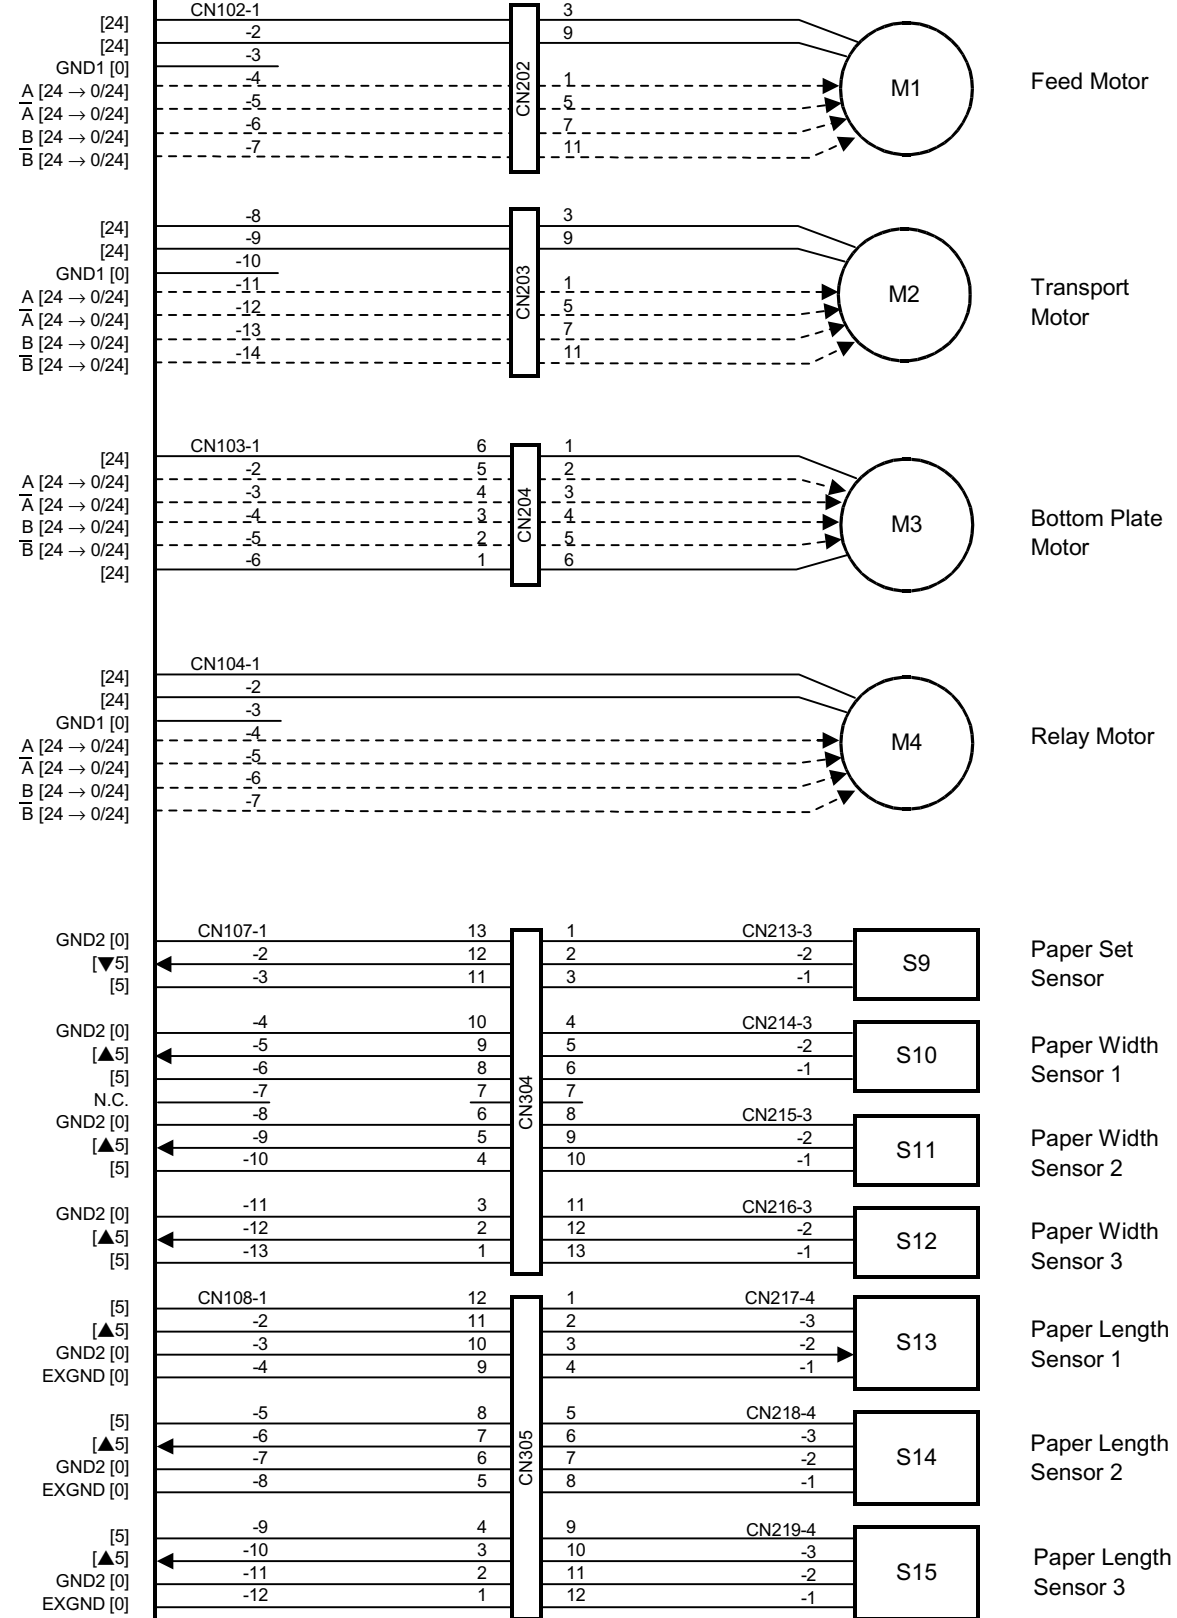 CN102-1 3
[24] -2 9
[24] -3
GND1 [0] -4 1
A [24 → 0/24] -5 5
A̅ [24 → 0/24] -6 7
B [24 → 0/24] -7 11
B̅ [24 → 0/24]
CN202
M1
Feed Motor
-8 3
[24] -9 9
[24] -10
GND1 [0] -11 1
A [24 → 0/24] -12 5
A̅ [24 → 0/24] -13 7
B [24 → 0/24] -14 11
B̅ [24 → 0/24]
CN203
M2
Transport
Motor
CN103-1 6 1
[24] -2 5 2
A [24 → 0/24] -3 4 3
A̅ [24 → 0/24] -4 3 4
B [24 → 0/24] -5 2 5
B̅ [24 → 0/24] -6 1 6
[24]
CN204
M3
Bottom Plate
Motor
CN104-1
[24] -2
[24] -3
GND1 [0] -4
A [24 → 0/24] -5
A̅ [24 → 0/24] -6
B [24 → 0/24] -7
B̅ [24 → 0/24]
M4
Relay Motor
CN107-1 13 1 CN213-3
GND2 [0] -2 12 2 -2
[▼5] -3 11 3 -1
[5]
S9
Paper Set
Sensor
-4 10 4 CN214-3
GND2 [0] -5 9 5 -2
[▲5] -6 8 6 -1
[5] -7 7 7
N.C.
S10
Paper Width
Sensor 1
CN304
-8 6 8 CN215-3
GND2 [0] -9 5 9 -2
[▲5] -10 4 10 -1
[5]
S11
Paper Width
Sensor 2
-11 3 11 CN216-3
GND2 [0] -12 2 12 -2
[▲5] -13 1 13 -1
[5]
S12
Paper Width
Sensor 3
CN108-1 12 1 CN217-4
[5] -2 11 2 -3
[▲5] -3 10 3 -2
GND2 [0] -4 9 4 -1
EXGND [0]
S13
Paper Length
Sensor 1
-5 8 5 CN218-4
[5] -6 7 6 -3
[▲5] -7 6 7 -2
GND2 [0] -8 5 8 -1
EXGND [0]
CN305
S14
Paper Length
Sensor 2
-9 4 9 CN219-4
[5] -10 3 10 -3
[▲5] -11 2 11 -2
GND2 [0] -12 1 12 -1
EXGND [0]
S15
Paper Length
Sensor 3